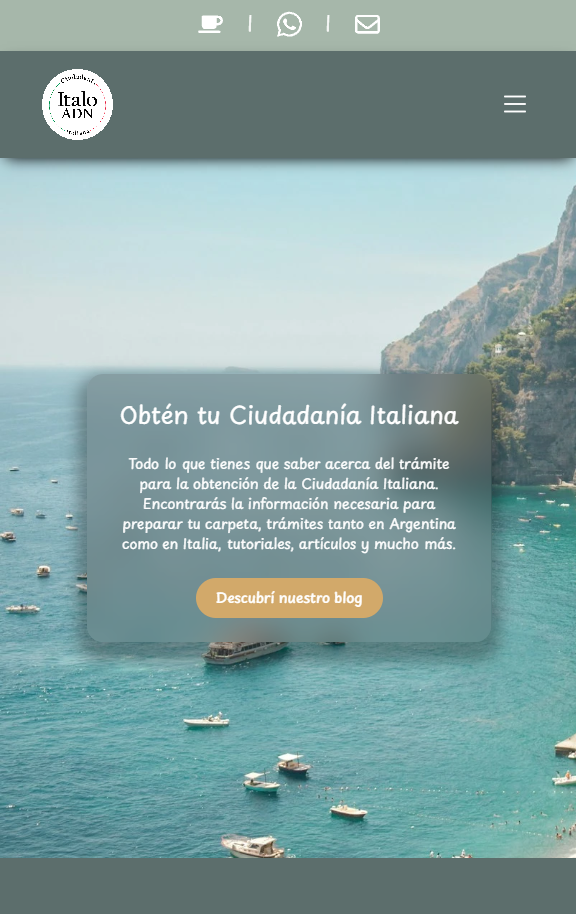 Ciudadaní
Italo
ADN
Obtén tu Ciudadanía Italiana
Todo lo que tienes que saber acerca del trámite
para la obtención de la Ciudadanía Italiana.
Encontrarás la información necesaria para
preparar tu carpeta, trámites tanto en Argentina
como en Italia, tutoriales, artículos y mucho más.
Descubrí nuestro blog